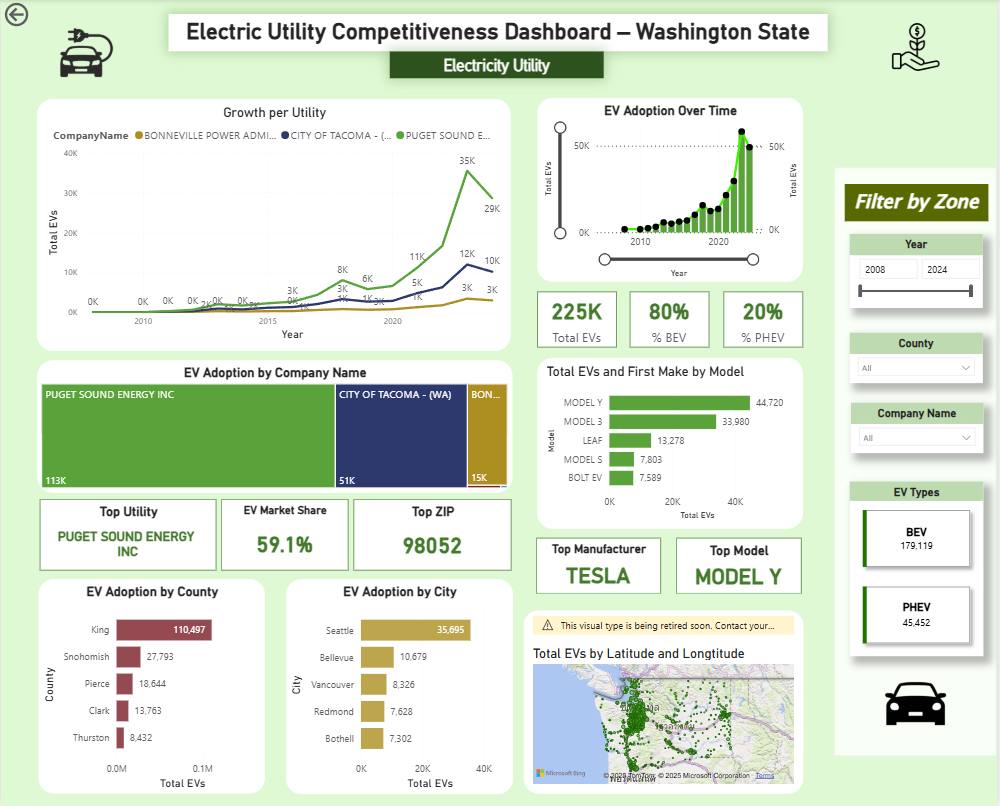 Electric Utility Competitiveness Dashboard – Washington State
Electricity Utility
Growth per Utility
CompanyName BONNEVILLE POWER ADMI... CITY OF TACOMA - (... PUGET SOUND E...
Total EVs
40K
30K
20K
10K
0K
0K
0K
0K
0K
2K
0K
3K
0K
1K
8K
3K
1K
6K
3K
11K
5K
1K
35K
12K
3K
29K
10K
3K
2010
2015
2020
Year
EV Adoption by Company Name
PUGET SOUND ENERGY INC
113K
CITY OF TACOMA - (WA)
51K
BON...
15K
Top Utility
PUGET SOUND ENERGY
INC
EV Market Share
59.1%
Top ZIP
98052
EV Adoption by County
County
King 110,497
Snohomish 27,793
Pierce 18,644
Clark 13,763
Thurston 8,432
0.0M 0.1M
Total EVs
EV Adoption by City
City
Seattle 35,695
Bellevue 10,679
Vancouver 8,326
Redmond 7,628
Bothell 7,302
0K 20K 40K
Total EVs
EV Adoption Over Time
Total EVs
50K
0K
50K
0K
Total EVs
2010 2020
Year
225K
Total EVs
80%
% BEV
20%
% PHEV
Total EVs and First Make by Model
Model
MODEL Y 44,720
MODEL 3 33,980
LEAF 13,278
MODEL S 7,803
BOLT EV 7,589
0K 20K 40K
Total EVs
Top Manufacturer
TESLA
Top Model
MODEL Y
This visual type is being retired soon. Contact your...
Total EVs by Latitude and Longtitude
Microsoft Bing
© 2025 TomTom, © 2025 Microsoft Corporation Terms
Filter by Zone
Year
2008 2024
County
All
Company Name
All
EV Types
BEV
179,119
PHEV
45,452